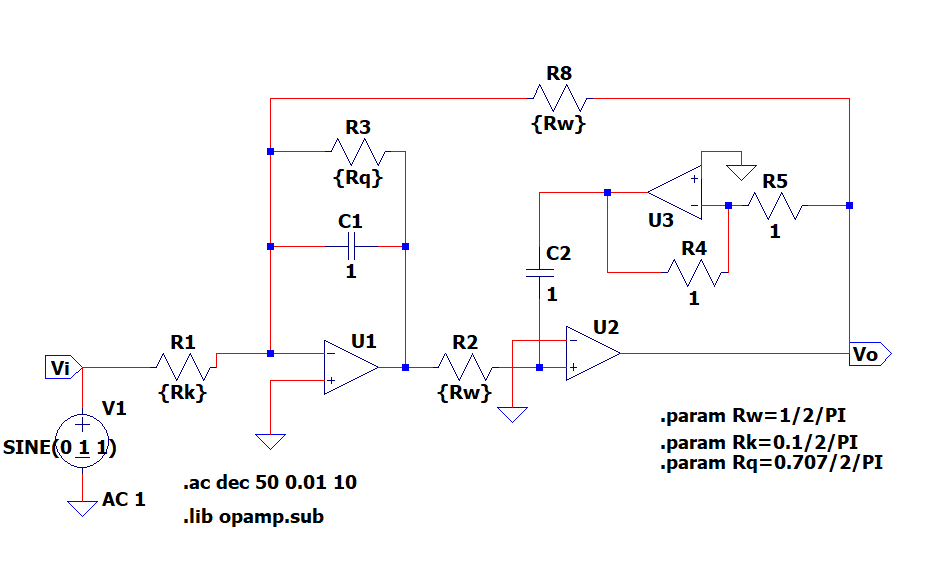 R8
{Rw}
R3
{Rq}
R5
1
U3
C1
1
R4
1
C2
1
R1
{Rk}
U1
R2
{Rw}
U2
Vi
Vo
V1
SINE(0 1 1)
AC 1
.param Rw=1/2/PI
.param Rk=0.1/2/PI
.param Rq=0.707/2/PI
.ac dec 50 0.01 10
.lib opamp.sub